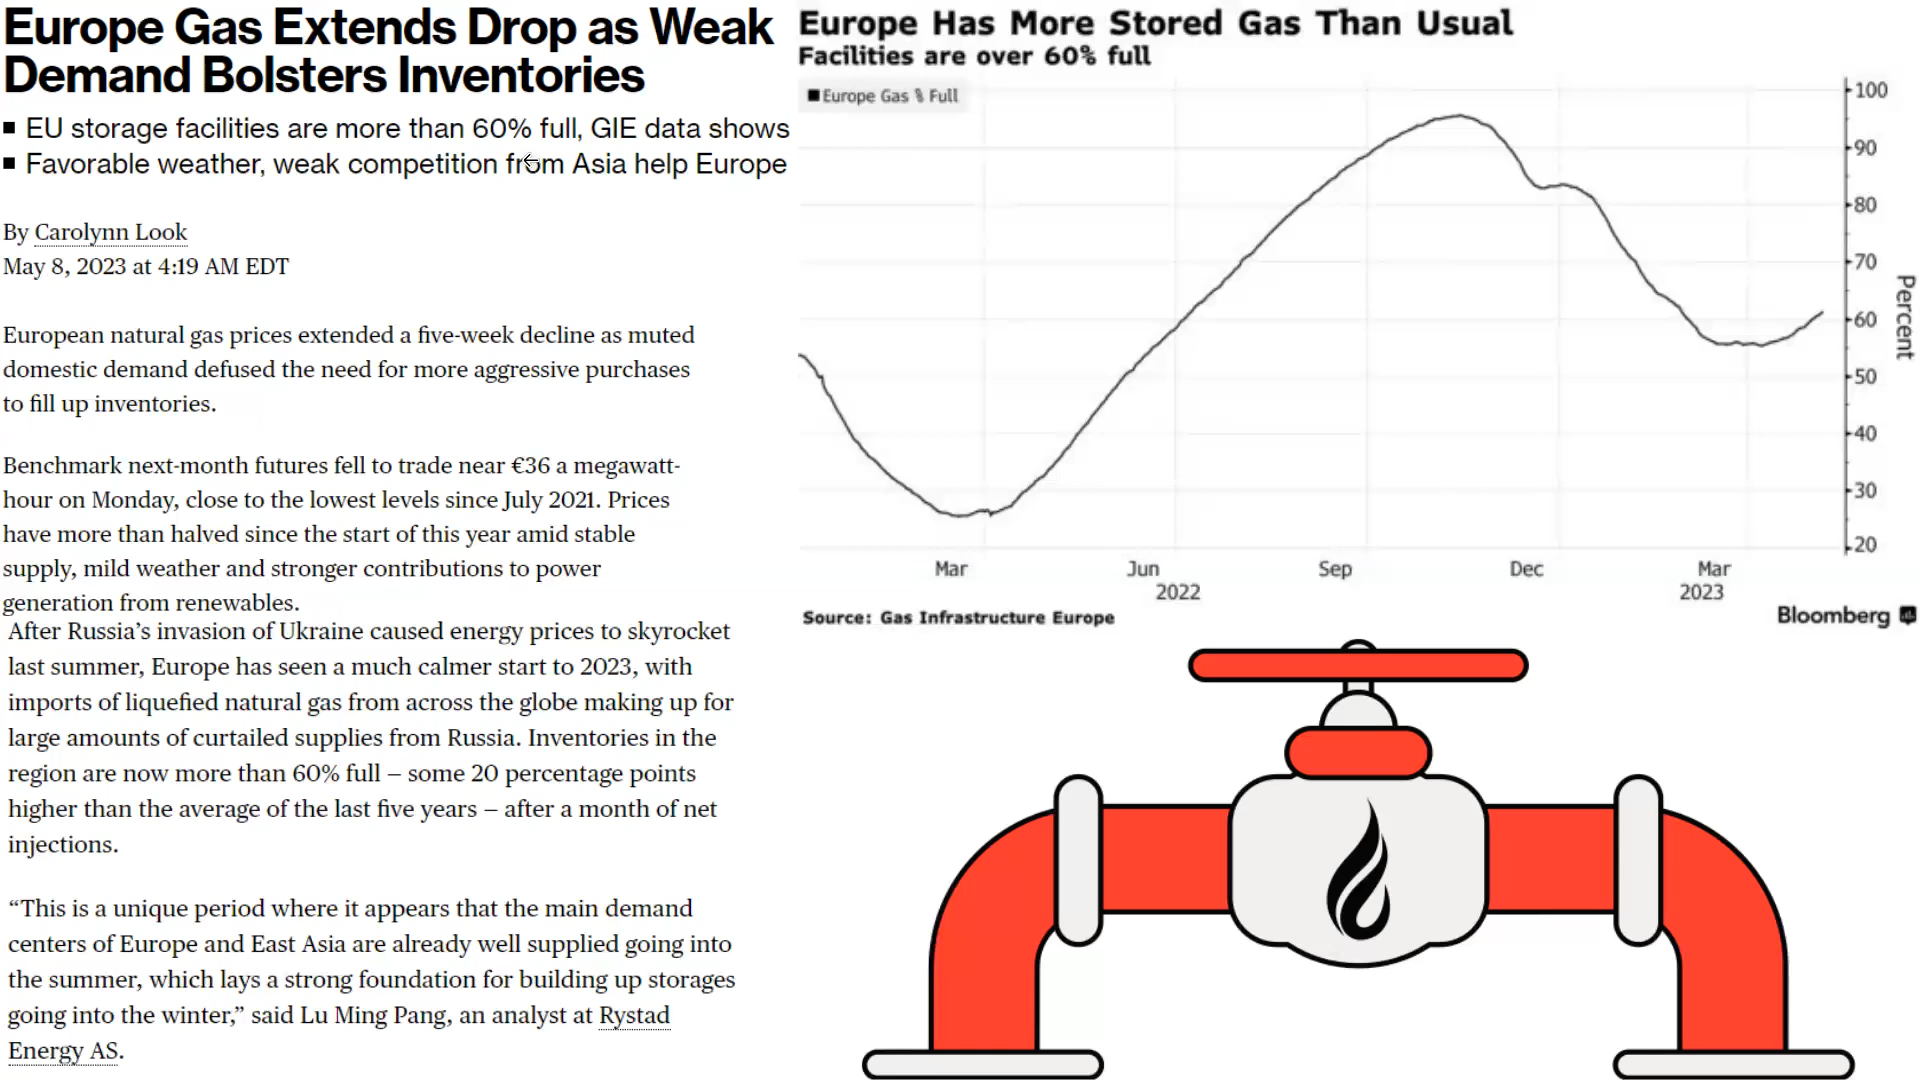 Europe Gas Extends Drop as Weak
Demand Bolsters Inventories
EU storage facilities are more than 60% full, GIE data shows
Favorable weather, weak competition from Asia help Europe
By Carolynn Look
May 8, 2023 at 4:19 AM EDT
European natural gas prices extended a five-week decline as muted
domestic demand defused the need for more aggressive purchases
to fill up inventories.
Benchmark next-month futures fell to trade near €36 a megawatt-
hour on Monday, close to the lowest levels since July 2021. Prices
have more than halved since the start of this year amid stable
supply, mild weather and stronger contributions to power
generation from renewables.
After Russia’s invasion of Ukraine caused energy prices to skyrocket
last summer, Europe has seen a much calmer start to 2023, with
imports of liquefied natural gas from across the globe making up for
large amounts of curtailed supplies from Russia. Inventories in the
region are now more than 60% full – some 20 percentage points
higher than the average of the last five years – after a month of net
injections.
“This is a unique period where it appears that the main demand
centers of Europe and East Asia are already well supplied going into
the summer, which lays a strong foundation for building up storages
going into the winter,” said Lu Ming Pang, an analyst at Rystad
Energy AS.
Europe Has More Stored Gas Than Usual
Facilities are over 60% full
Europe Gas % Full
100
90
80
70
60
50
40
30
20
Percent
Mar Jun Sep Dec Mar
2022 2023
Source: Gas Infrastructure Europe
Bloomberg